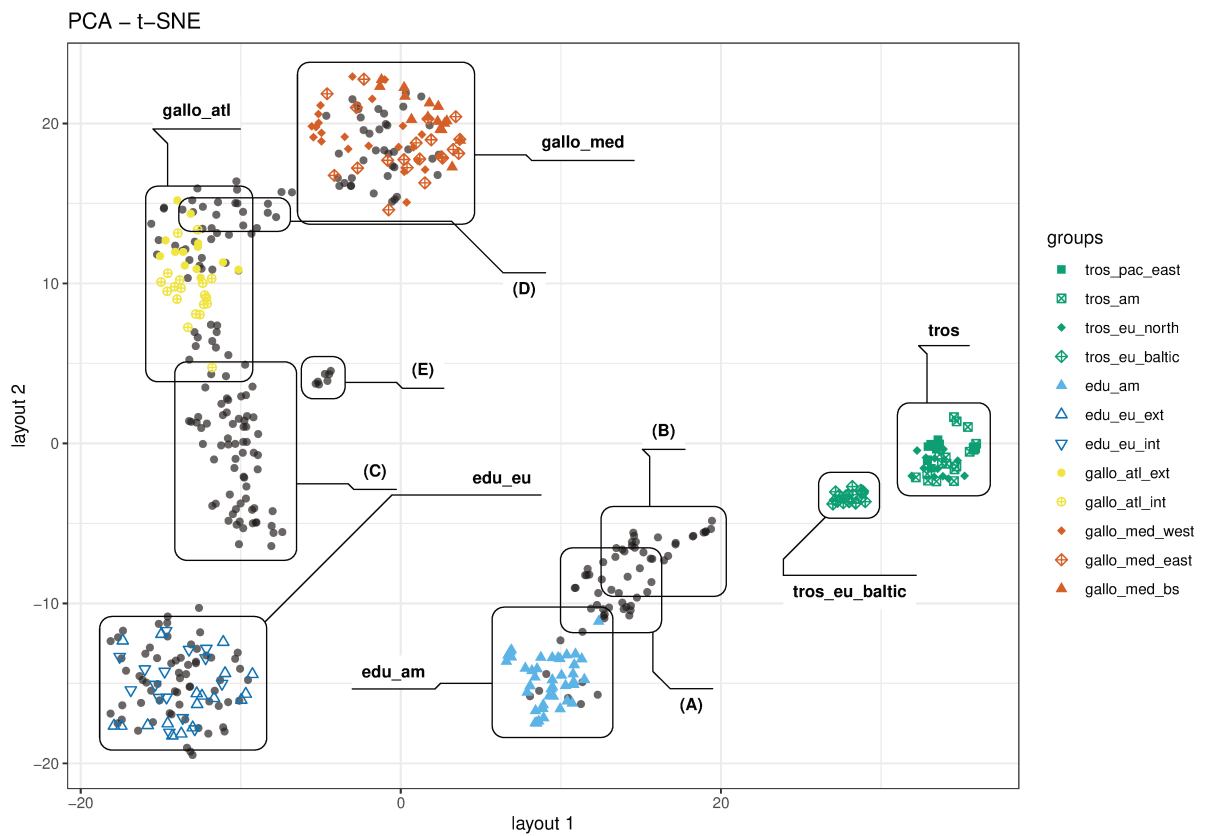 PCA − t−SNE
gallo_atl
gallo_med
(D)
(E)
tros
(B)
(C)
edu_eu
tros_eu_baltic
edu_am
(A)
20
10
0
−10
−20
−20
0
20
layout 2
layout 1
groups
tros_pac_east
tros_am
tros_eu_north
tros_eu_baltic
edu_am
edu_eu_ext
edu_eu_int
gallo_atl_ext
gallo_atl_int
gallo_med_west
gallo_med_east
gallo_med_bs